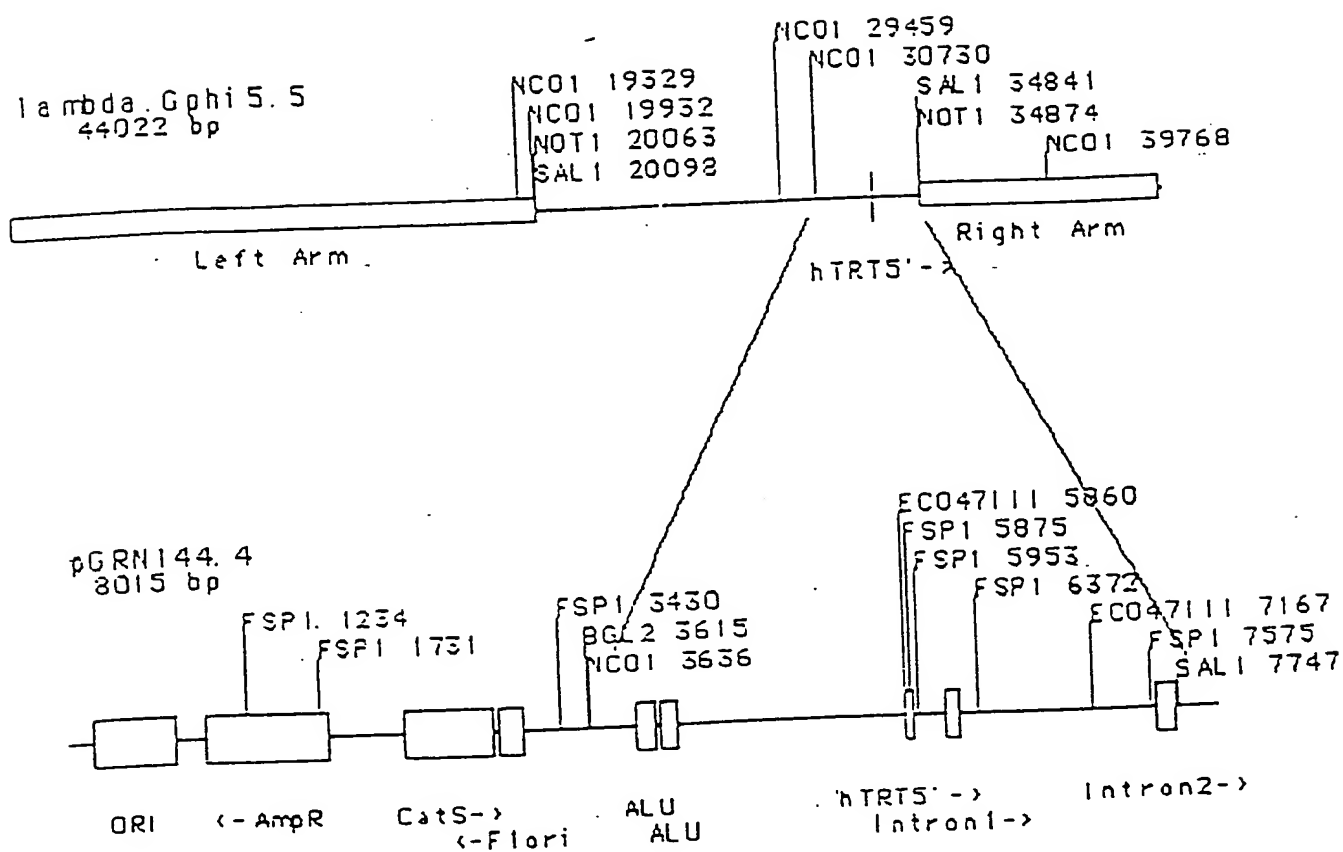 lambda.Gphi5.5
44022 bp
NCO1 19329
NCO1 19932
NOT1 20063
SAL1 20098
NCO1 29459
NCO1 30730
SAL1 34841
NOT1 34874
NCO1 39768
Left Arm
Right Arm
hTRT5'->
pGRN144.4
8015 bp
FSP1 1234
FSP1 1731
FSP1 3430
BGL2 3615
NCO1 3636
ECO47111 5860
FSP1 5875
FSP1 5953
FSP1 6372
ECO47111 7167
FSP1 7575
SAL1 7747
ORI
<-AmpR
CatS->
<-Flori
ALU
ALU
'hTRT5'->
Intron1->
Intron2->